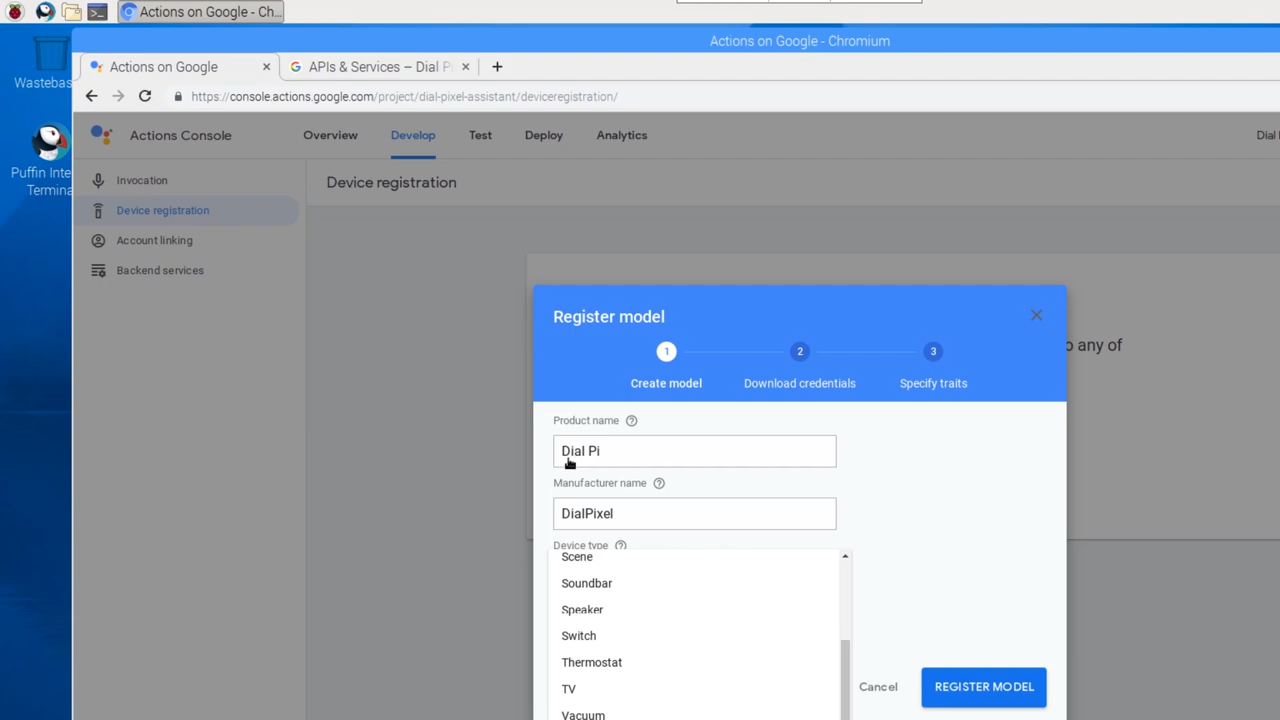 Actions on Google - Ch...
Actions on Google - Chromium
Wastebas
Actions on Google
APIs & Services – Dial P
https://console.actions.google.com/project/dial-pixel-assistant/deviceregistration/
Actions Console
Overview
Develop
Test
Deploy
Analytics
Dial
Puffin Inte
Termina
Invocation
Device registration
Account linking
Backend services
Device registration
Register model
o any of
1
2
3
Create model
Download credentials
Specify traits
Product name
Dial Pi
Manufacturer name
DialPixel
Device type
Scene
Soundbar
Speaker
Switch
Thermostat
TV
Vacuum
Cancel
REGISTER MODEL